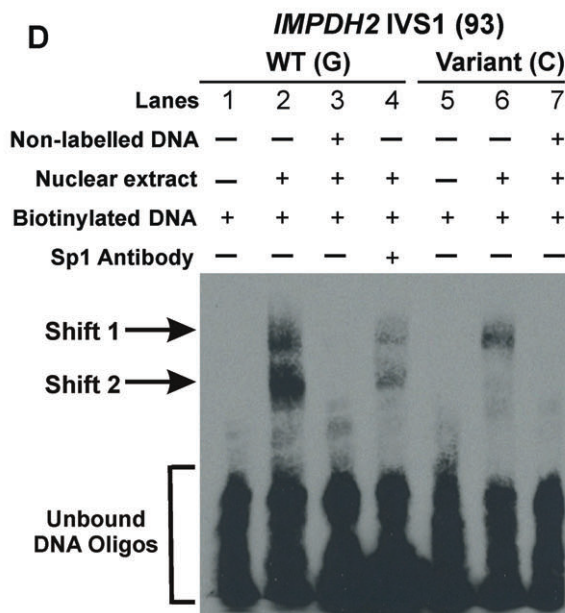 D
IMPDH2 IVS1 (93)
WT (G) Variant (C)
Lanes 1 2 3 4 5 6 7
Non-labelled DNA — — + — — — +
Nuclear extract — + + + — + +
Biotinylated DNA + + + + + + +
Sp1 Antibody — — — + — — —
Shift 1
Shift 2
Unbound
DNA Oligos